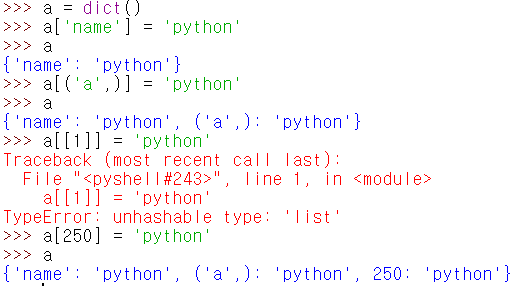 >>> a = dict()
>>> a['name'] = 'python'
>>> a
{'name': 'python'}
>>> a[('a',)] = 'python'
>>> a
{'name': 'python', ('a',): 'python'}
>>> a[[1]] = 'python'
Traceback (most recent call last):
  File "<pyshell#243>", line 1, in <module>
    a[[1]] = 'python'
TypeError: unhashable type: 'list'
>>> a[250] = 'python'
>>> a
{'name': 'python', ('a',): 'python', 250: 'python'}